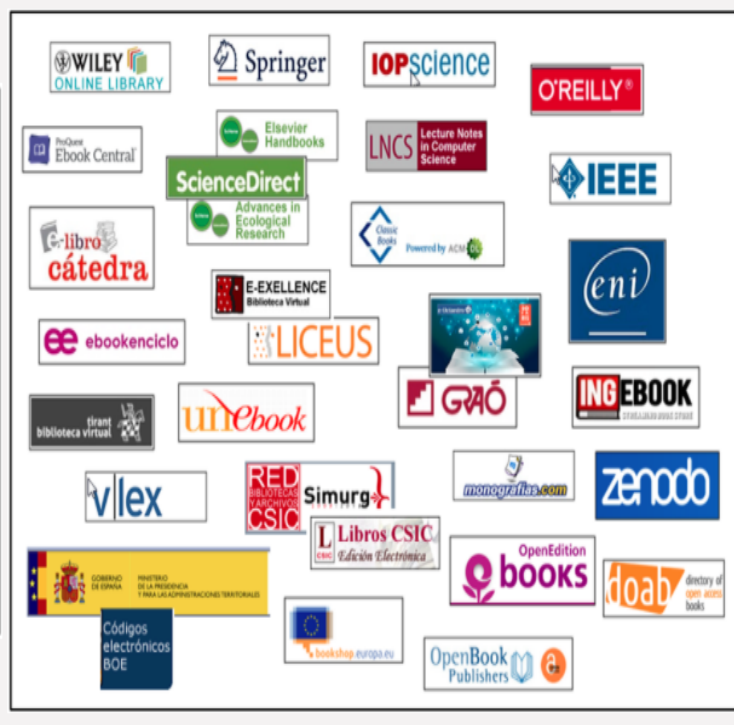 WILEY
ONLINE LIBRARY
Springer
IOPscience
O'REILLY®
ProQuest
Ebook Central
Elsevier
Handbooks
ScienceDirect
Advances in
Ecological
Research
LNCS
Lecture Notes
in Computer
Science
IEEE
e-libro
cátedra
Classic
Books
Powered by ACM DL
eni
E-EXELLENCE
Biblioteca Virtual
LICEUS
ee ebookenciclo
GRAÓ
INGEBOOK
tirant
biblioteca virtual
unebook
vlex
RED
BIBLIOTECAS
Y ARCHIVOS
CSIC
Simurg
monografias.com
zenodo
L
CSIC
Libros CSIC
Edición Electrónica
GOBIERNO
DE ESPAÑA
MINISTERIO
DE LA PRESIDENCIA
Y PARA LAS ADMINISTRACIONES TERRITORIALES
Códigos
electrónicos
BOE
OpenEdition
books
doab
directory of
open access
books
bookshop.europa.eu
OpenBook
Publishers